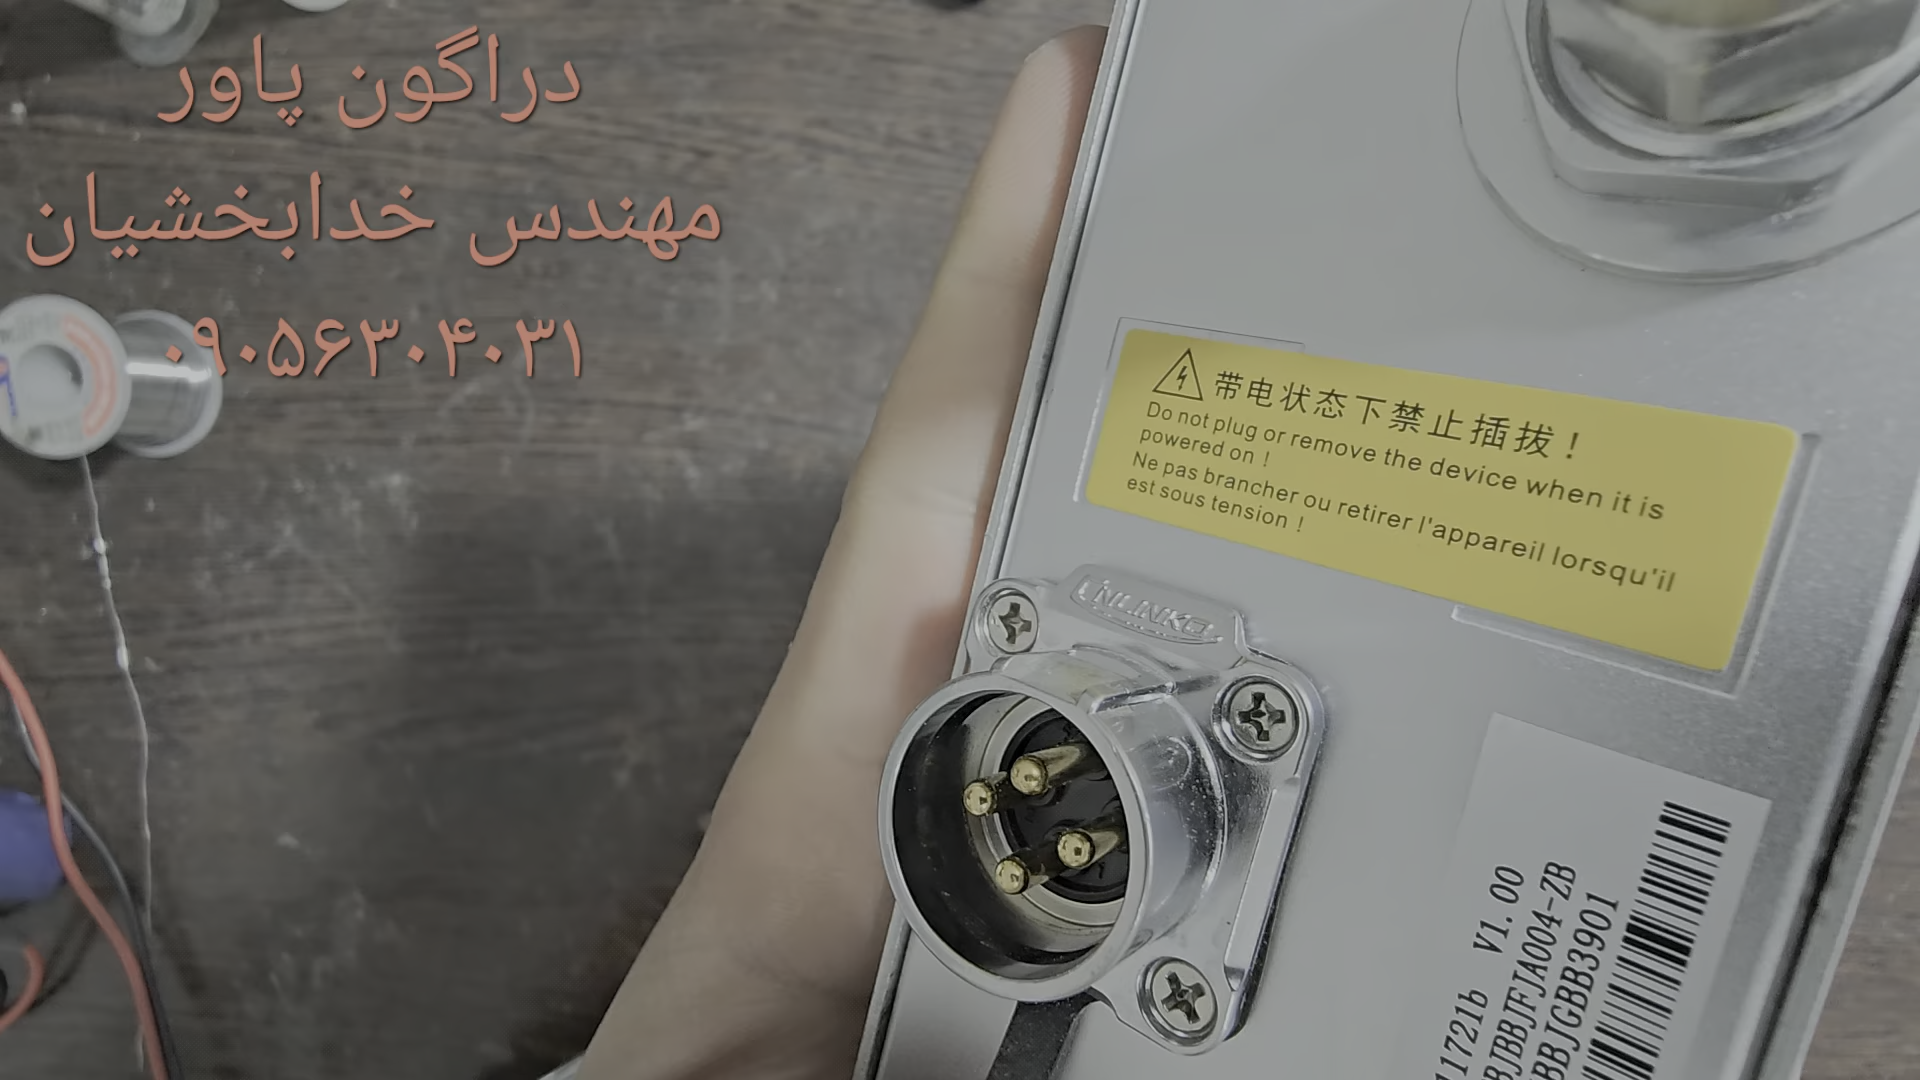 دراگون پاور
مهندس خدابخشیان
۰۹۰۵۶۳۰۴۰۳۱
带电状态下禁止插拔！
Do not plug or remove the device when it is
powered on！
Ne pas brancher ou retirer l'appareil lorsqu'il
est sous tension！
LNLINKO
11721b V1.00
BJBBJFJA004-ZB
BBJGBB3901